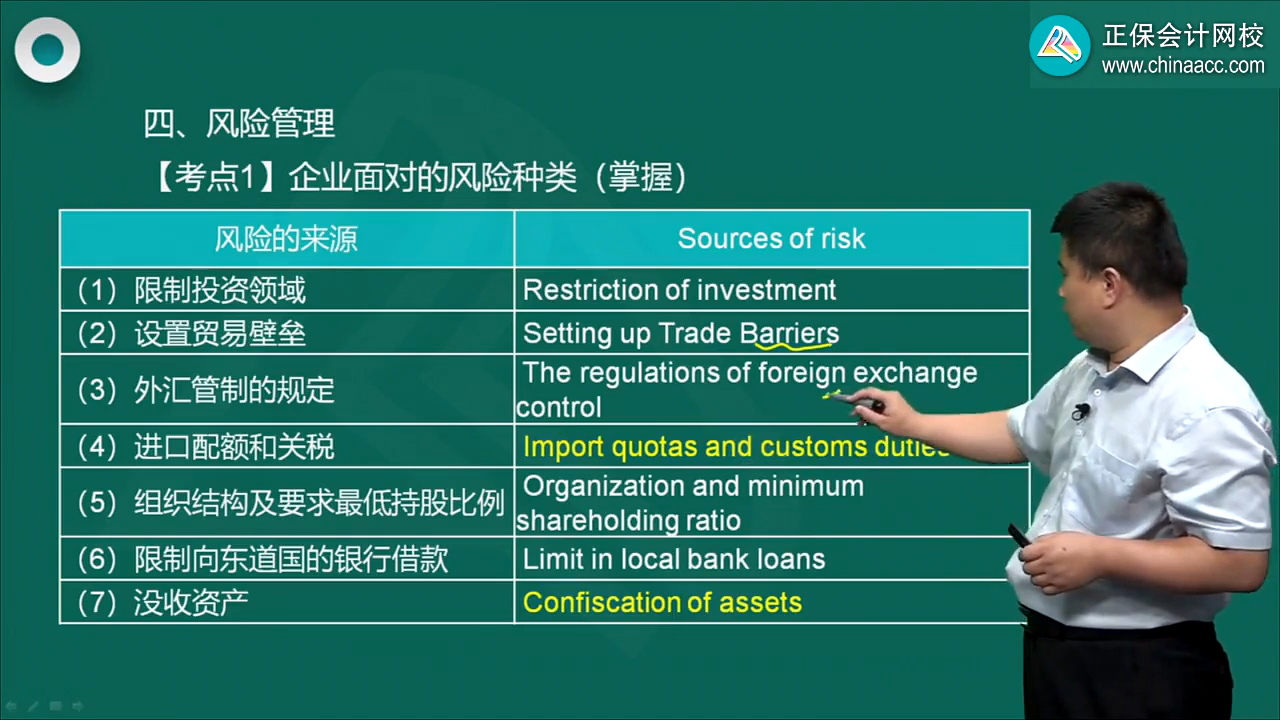 正保会计网校
www.chinaacc.com
四、风险管理
【考点1】企业面对的风险种类（掌握）
风险的来源
Sources of risk
（1）限制投资领域
Restriction of investment
（2）设置贸易壁垒
Setting up Trade Barriers
（3）外汇管制的规定
The regulations of foreign exchange
control
（4）进口配额和关税
Import quotas and customs duties
（5）组织结构及要求最低持股比例
Organization and minimum
shareholding ratio
（6）限制向东道国的银行借款
Limit in local bank loans
（7）没收资产
Confiscation of assets